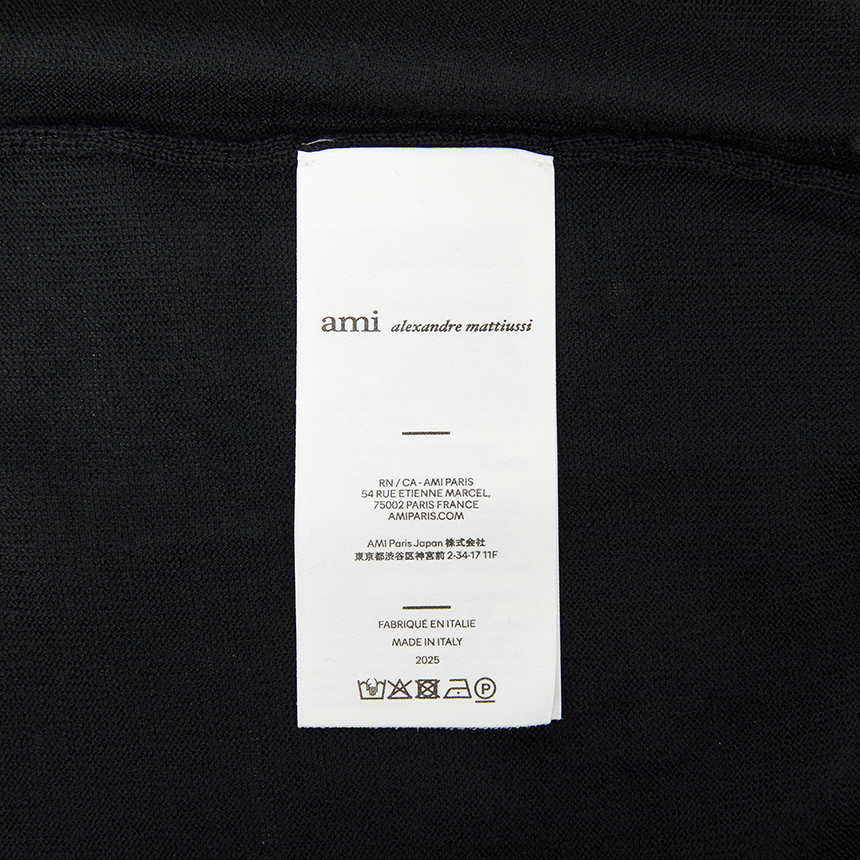 ami alexandre mattiussi
RN / CA - AMI PARIS
54 RUE ETIENNE MARCEL,
75002 PARIS FRANCE
AMIPARIS.COM
AMI Paris Japan 株式会社
東京都渋谷区神宮前 2-34-17 11F
FABRIQUÉ EN ITALIE
MADE IN ITALY
2025
P